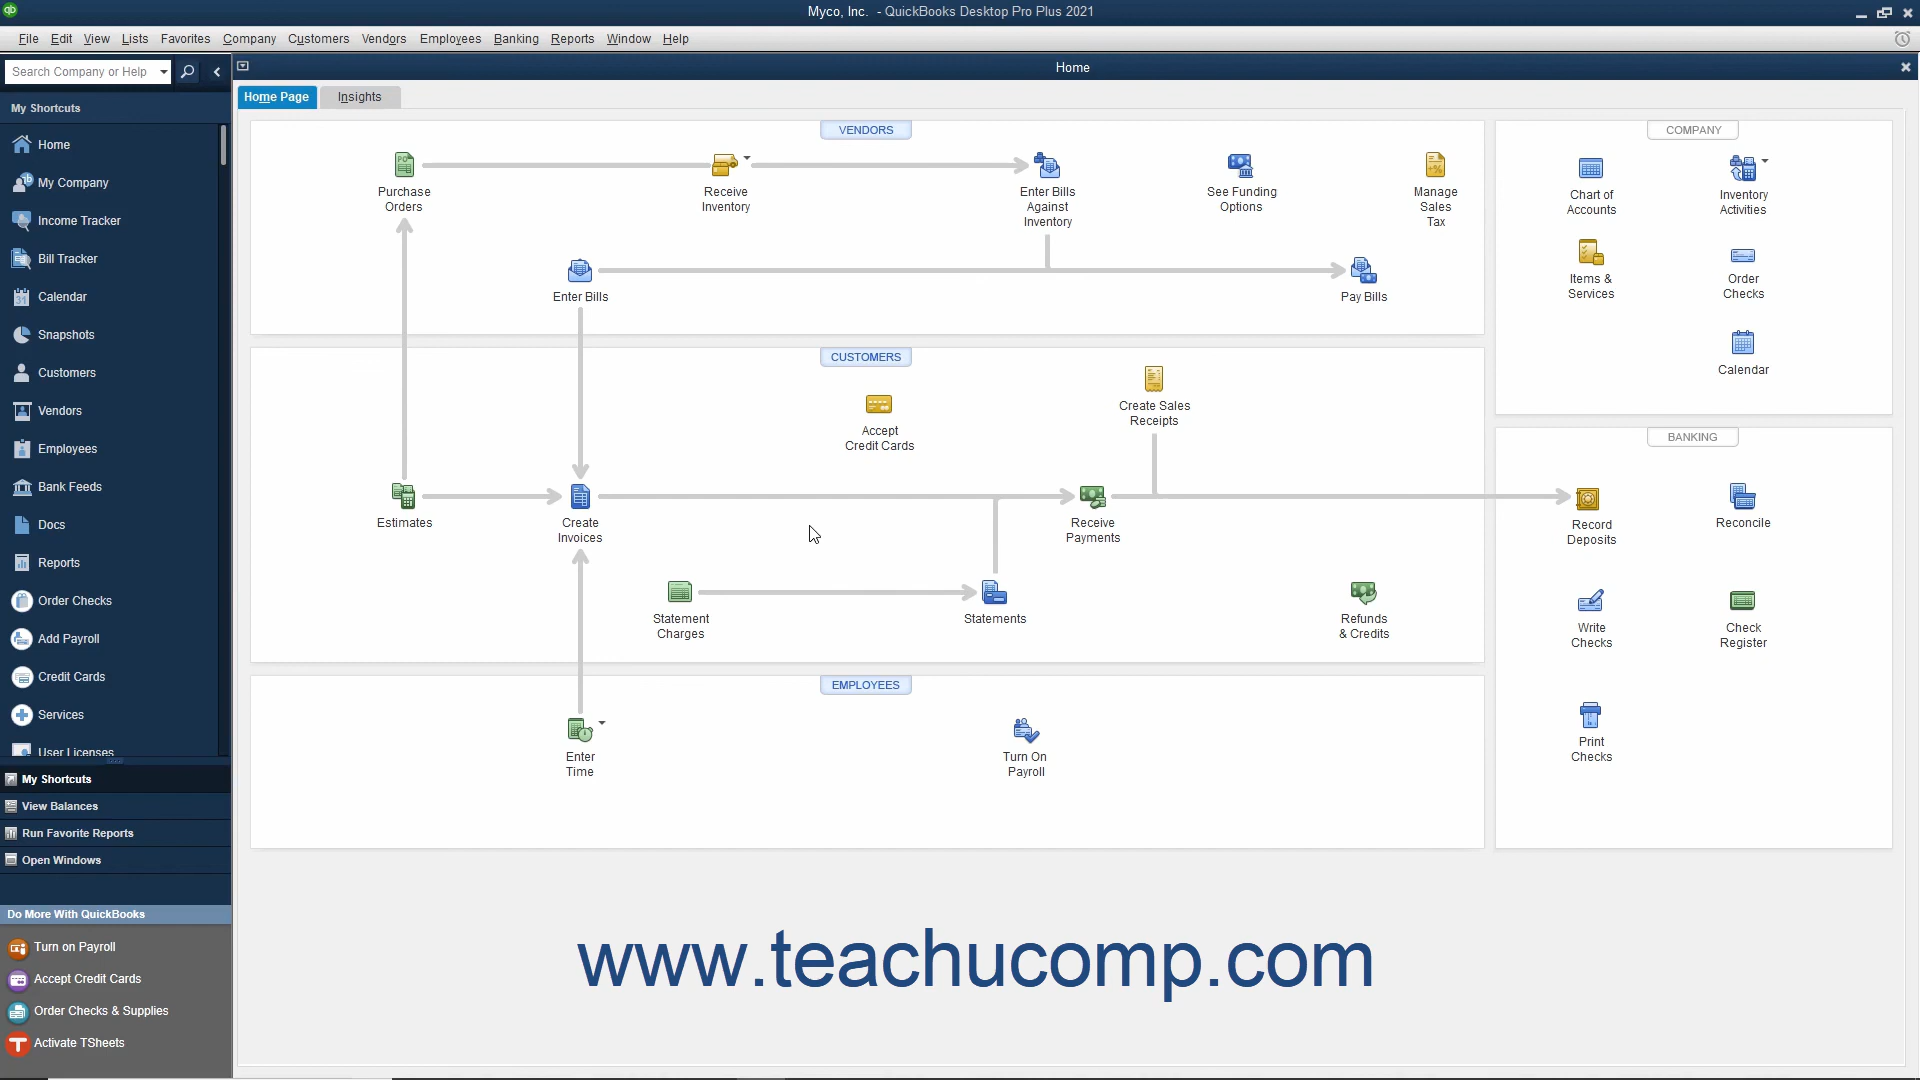 Myco, Inc.  - QuickBooks Desktop Pro Plus 2021
File Edit View Lists Favorites Company Customers Vendors Employees Banking Reports Window Help
Search Company or Help
Home
Home Page
Insights
My Shortcuts
Home
My Company
Income Tracker
Bill Tracker
Calendar
Snapshots
Customers
Vendors
Employees
Bank Feeds
Docs
Reports
Order Checks
Add Payroll
Credit Cards
Services
User Licenses
My Shortcuts
View Balances
Run Favorite Reports
Open Windows
Do More With QuickBooks
Turn on Payroll
Accept Credit Cards
Order Checks & Supplies
Activate TSheets
VENDORS
Purchase
Orders
Receive
Inventory
Enter Bills
Against
Inventory
See Funding
Options
Manage
Sales
Tax
Enter Bills
Pay Bills
CUSTOMERS
Create Sales
Receipts
Accept
Credit Cards
Estimates
Create
Invoices
Receive
Payments
Statement
Charges
Statements
Refunds
& Credits
EMPLOYEES
Enter
Time
Turn On
Payroll
COMPANY
Chart of
Accounts
Inventory
Activities
Items &
Services
Order
Checks
Calendar
BANKING
Record
Deposits
Reconcile
Write
Checks
Check
Register
Print
Checks
www.teachucomp.com